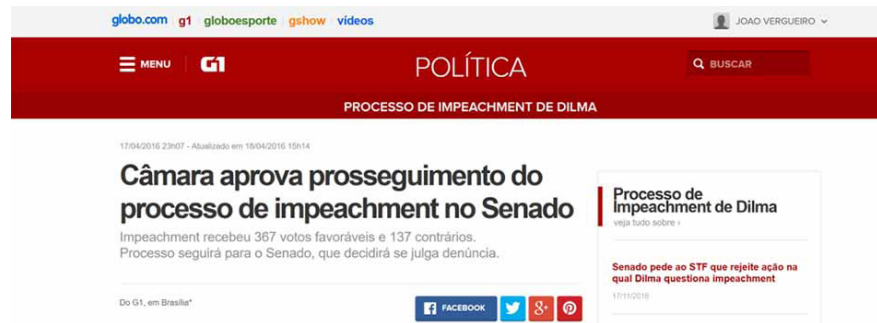 globo.com g1 globoesporte gshow vídeos
JOAO VERGUEIRO
MENU G1 POLÍTICA BUSCAR
PROCESSO DE IMPEACHMENT DE DILMA
17/04/2016 23h07 - Atualizado em 18/04/2016 15h14
Câmara aprova prosseguimento do
processo de impeachment no Senado
Impeachment recebeu 367 votos favoráveis e 137 contrários.
Processo seguirá para o Senado, que decidirá se julga denúncia.
Do G1, em Brasília*
FACEBOOK
8+
Processo de
Impeachment de Dilma
veja tudo sobre ›
Senado pede ao STF que rejeite ação na
qual Dilma questiona impeachment
17/11/2016